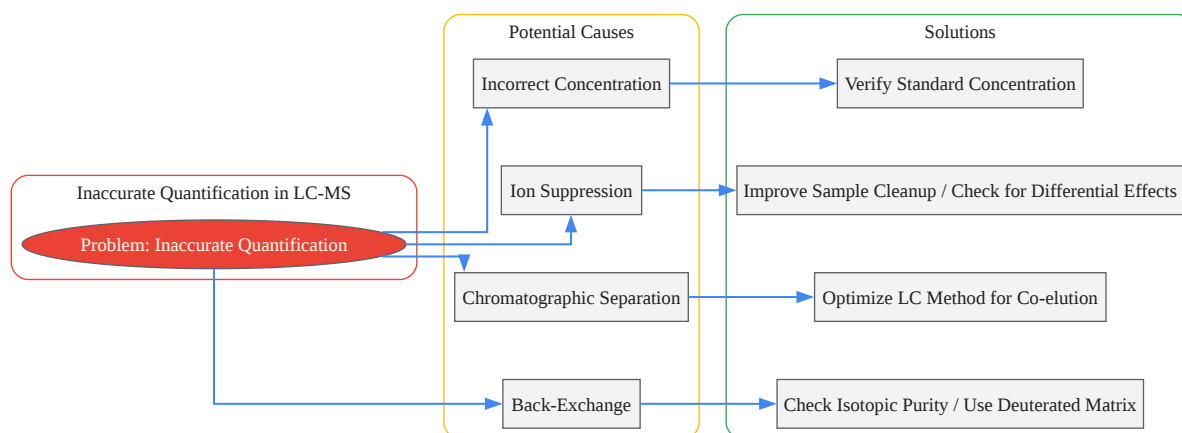 Potential Causes
Solutions
Incorrect Concentration
Verify Standard Concentration
Ion Suppression
Improve Sample Cleanup / Check for Differential Effects
Inaccurate Quantification in LC-MS
Problem: Inaccurate Quantification
Chromatographic Separation
Optimize LC Method for Co-elution
Back-Exchange
Check Isotopic Purity / Use Deuterated Matrix